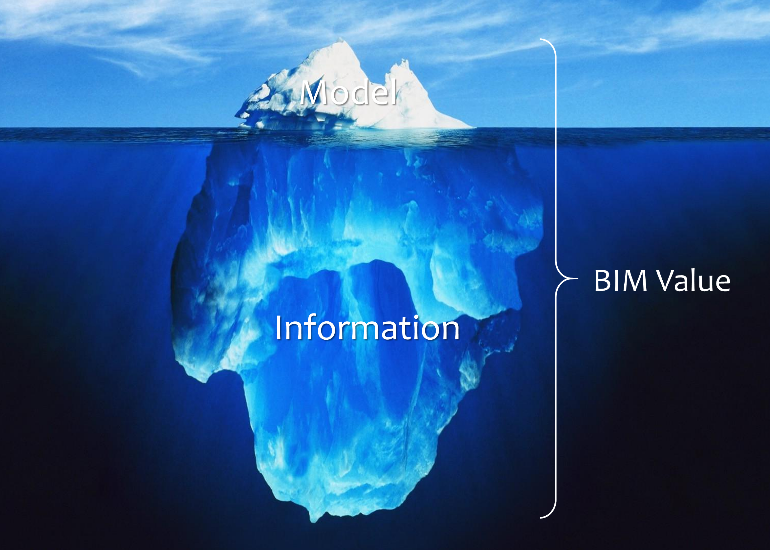 Model
BIM Value
Information